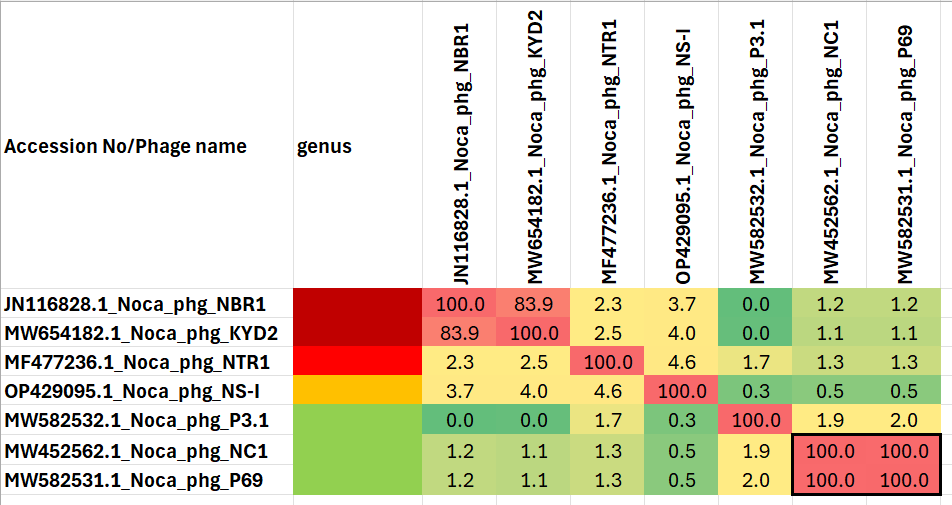 Accession No/Phage name genus JN116828.1_Noca_phg_NBR1 MW654182.1_Noca_phg_KYD2 MF477236.1_Noca_phg_NTR1 OP429095.1_Noca_phg_NS-I MW582532.1_Noca_phg_P3.1 MW452562.1_Noca_phg_NC1 MW582531.1_Noca_phg_P69
JN116828.1_Noca_phg_NBR1 100.0 83.9 2.3 3.7 0.0 1.2 1.2
MW654182.1_Noca_phg_KYD2 83.9 100.0 2.5 4.0 0.0 1.1 1.1
MF477236.1_Noca_phg_NTR1 2.3 2.5 100.0 4.6 1.7 1.3 1.3
OP429095.1_Noca_phg_NS-I 3.7 4.0 4.6 100.0 0.3 0.5 0.5
MW582532.1_Noca_phg_P3.1 0.0 0.0 1.7 0.3 100.0 1.9 2.0
MW452562.1_Noca_phg_NC1 1.2 1.1 1.3 0.5 1.9 100.0 100.0
MW582531.1_Noca_phg_P69 1.2 1.1 1.3 0.5 2.0 100.0 100.0